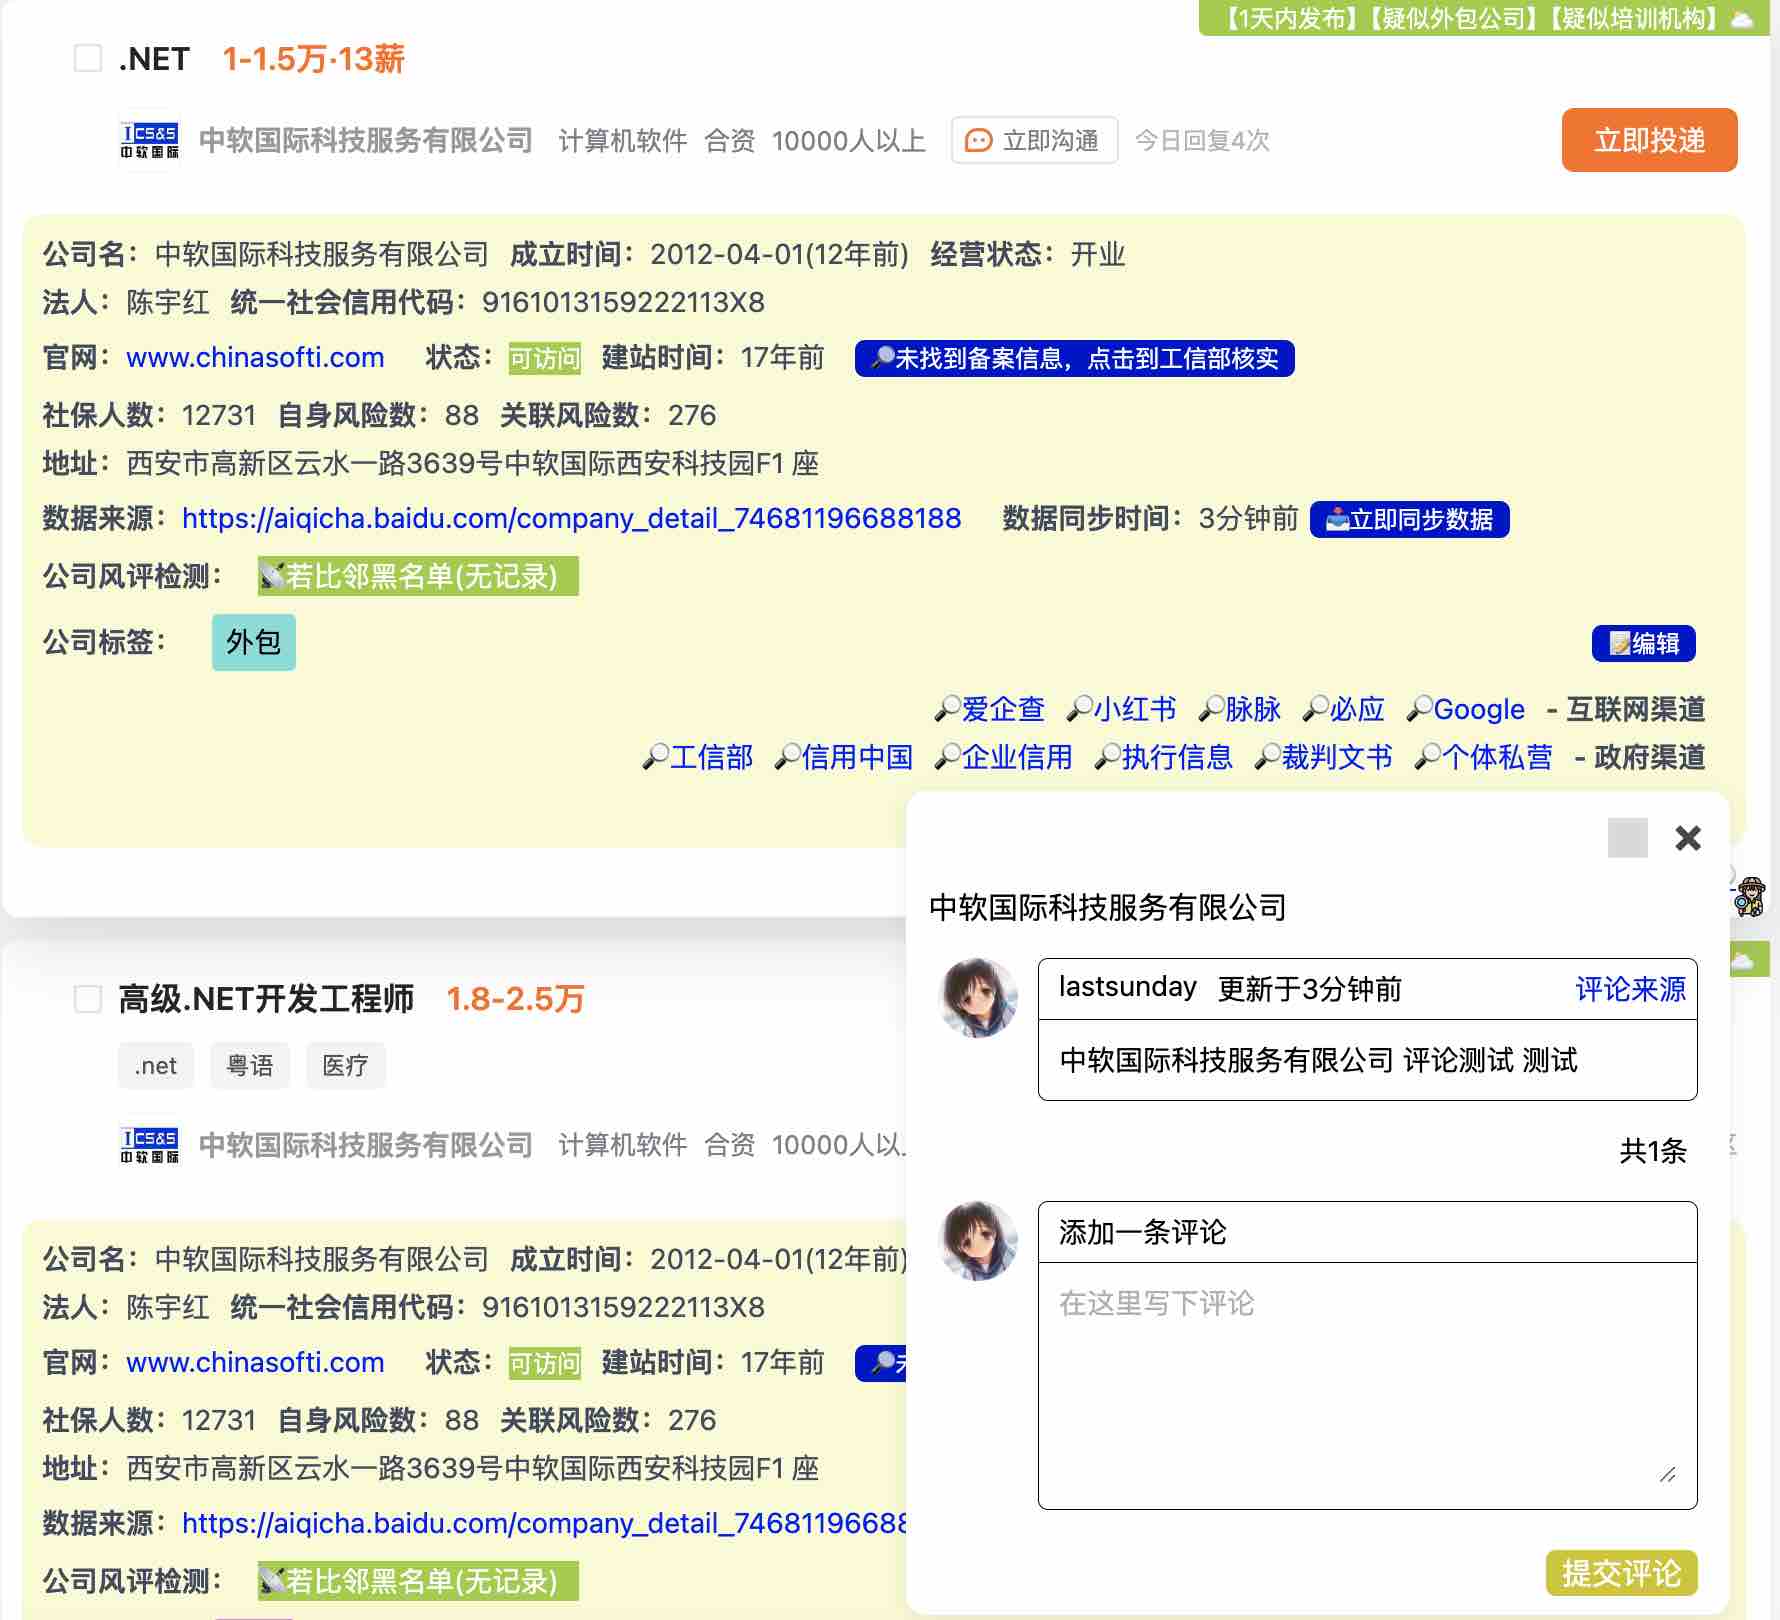 【1天内发布】【疑似外包公司】【疑似培训机构】
.NET 1-1.5万·13薪
ICS&S 中软国际 中软国际科技服务有限公司 计算机软件 合资 10000人以上 立即沟通 今日回复4次 立即投递
公司名：中软国际科技服务有限公司 成立时间：2012-04-01(12年前) 经营状态：开业
法人：陈宇红 统一社会信用代码：9161013159222113X8
官网：www.chinasofti.com 状态：可访问 建站时间：17年前 🔎未找到备案信息，点击到工信部核实
社保人数：12731 自身风险数：88 关联风险数：276
地址：西安市高新区云水一路3639号中软国际西安科技园F1 座
数据来源：https://aiqicha.baidu.com/company_detail_74681196688188 数据同步时间：3分钟前 📥立即同步数据
公司风评检测：📡若比邻黑名单(无记录)
公司标签：外包 📝编辑
🔎爱企查 🔎小红书 🔎脉脉 🔎必应 🔎Google - 互联网渠道
🔎工信部 🔎信用中国 🔎企业信用 🔎执行信息 🔎裁判文书 🔎个体私营 - 政府渠道
中软国际科技服务有限公司
lastsunday 更新于3分钟前 评论来源
中软国际科技服务有限公司 评论测试 测试
共1条
添加一条评论
在这里写下评论
提交评论
高级.NET开发工程师 1.8-2.5万
.net 粤语 医疗
ICS&S 中软国际 中软国际科技服务有限公司 计算机软件 合资 10000人以
公司名：中软国际科技服务有限公司 成立时间：2012-04-01(12年前)
法人：陈宇红 统一社会信用代码：9161013159222113X8
官网：www.chinasofti.com 状态：可访问 建站时间：17年前
社保人数：12731 自身风险数：88 关联风险数：276
地址：西安市高新区云水一路3639号中软国际西安科技园F1 座
数据来源：https://aiqicha.baidu.com/company_detail_7468119668
公司风评检测：📡若比邻黑名单(无记录)